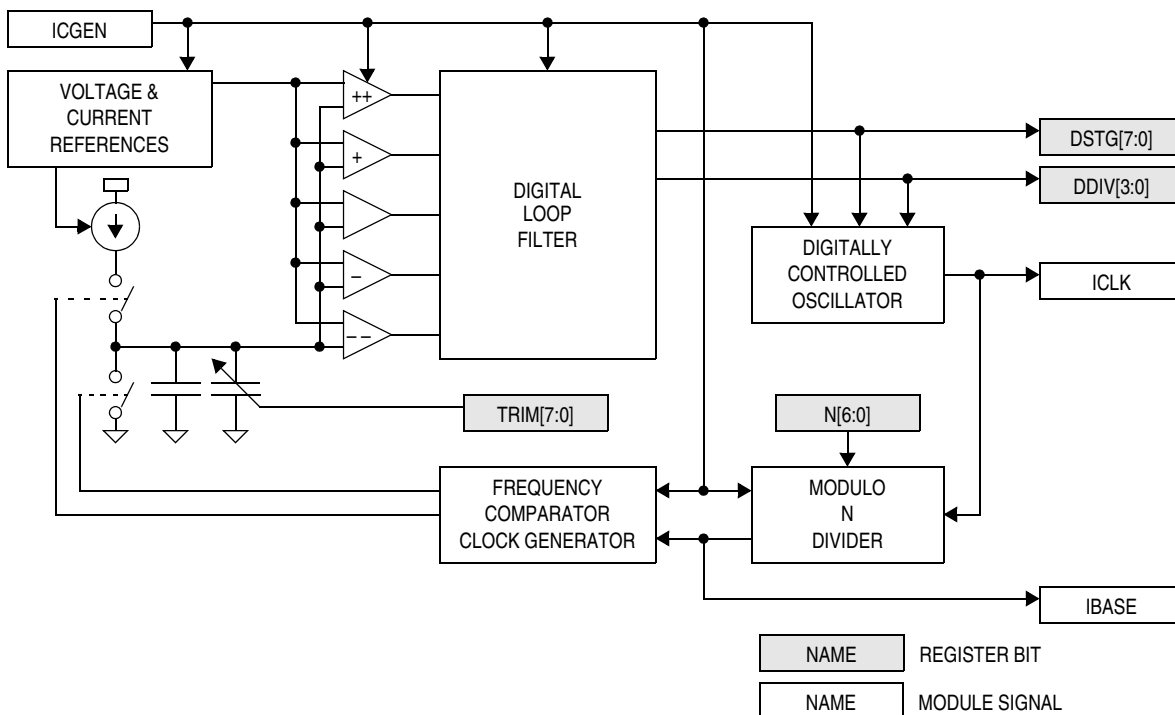 ICGEN
VOLTAGE &
CURRENT
REFERENCES
++
+
-
- -
DIGITAL
LOOP
FILTER
DSTG[7:0]
DDIV[3:0]
DIGITALLY
CONTROLLED
OSCILLATOR
ICLK
TRIM[7:0]
N[6:0]
FREQUENCY
COMPARATOR
CLOCK GENERATOR
MODULO
N
DIVIDER
IBASE
NAME
REGISTER BIT
NAME
MODULE SIGNAL